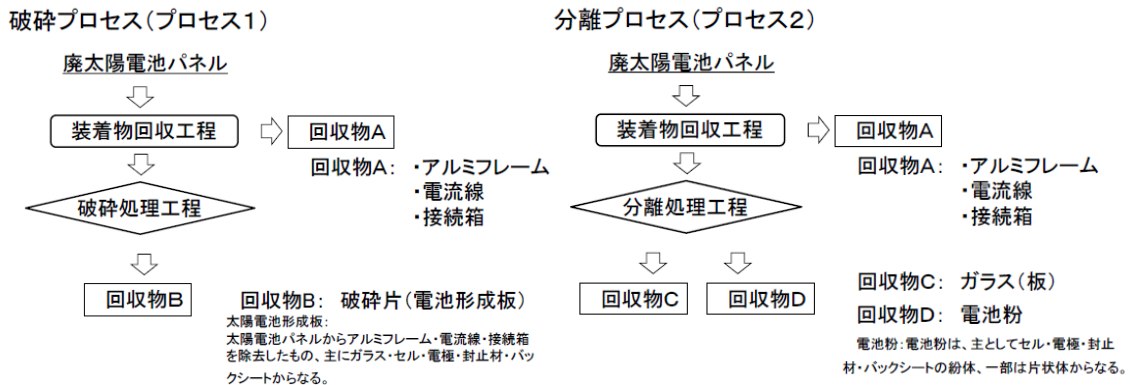 破砕プロセス（プロセス１）
廃太陽電池パネル
装着物回収工程
回収物A
回収物A： ・アルミフレーム
・電流線
・接続箱
破砕処理工程
回収物B
回収物B： 破砕片（電池形成板）
太陽電池形成板：
太陽電池パネルからアルミフレーム・電流線・接続箱
を除去したもの、主にガラス・セル・電極・封止材・バッ
クシートからなる。
分離プロセス（プロセス２）
廃太陽電池パネル
装着物回収工程
回収物A
回収物A： ・アルミフレーム
・電流線
・接続箱
分離処理工程
回収物C
回収物D
回収物C： ガラス（板）
回収物D： 電池粉
電池粉：電池粉は、主としてセル・電極・封止
材・バックシートの粉体、一部は片状体からなる。